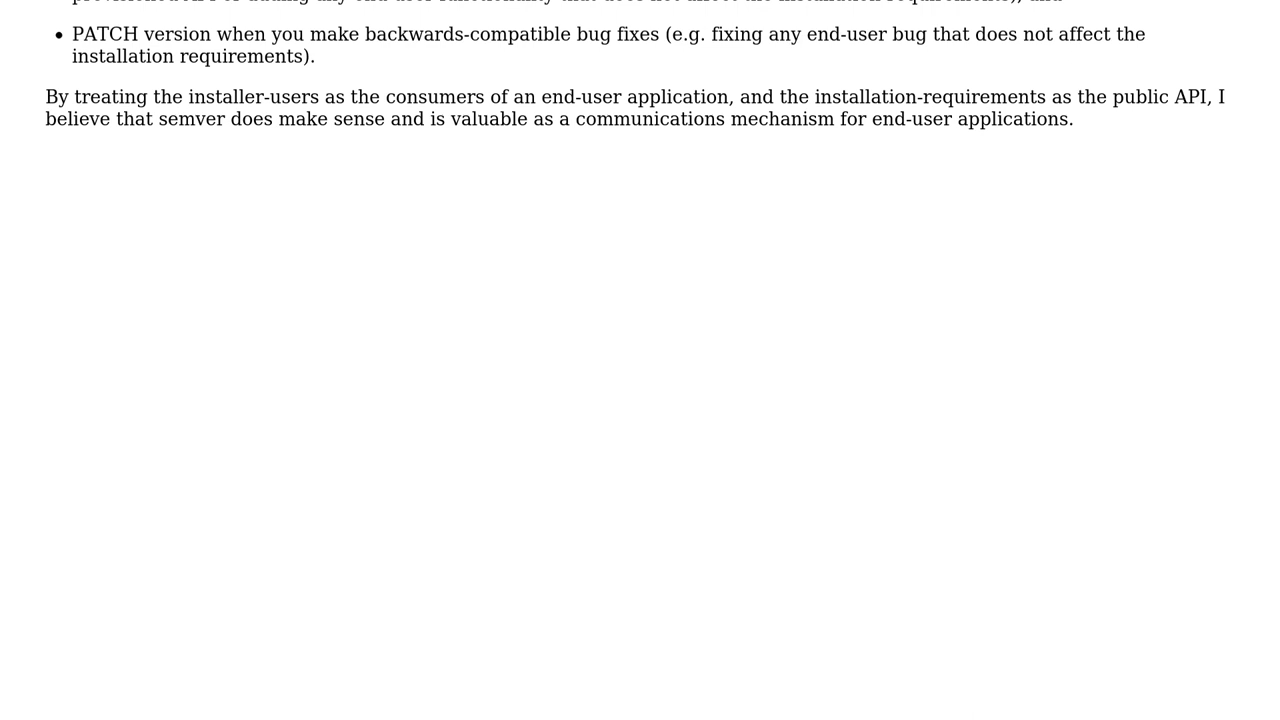 • PATCH version when you make backwards-compatible bug fixes (e.g. fixing any end-user bug that does not affect the
installation requirements).
By treating the installer-users as the consumers of an end-user application, and the installation-requirements as the public API, I
believe that semver does make sense and is valuable as a communications mechanism for end-user applications.